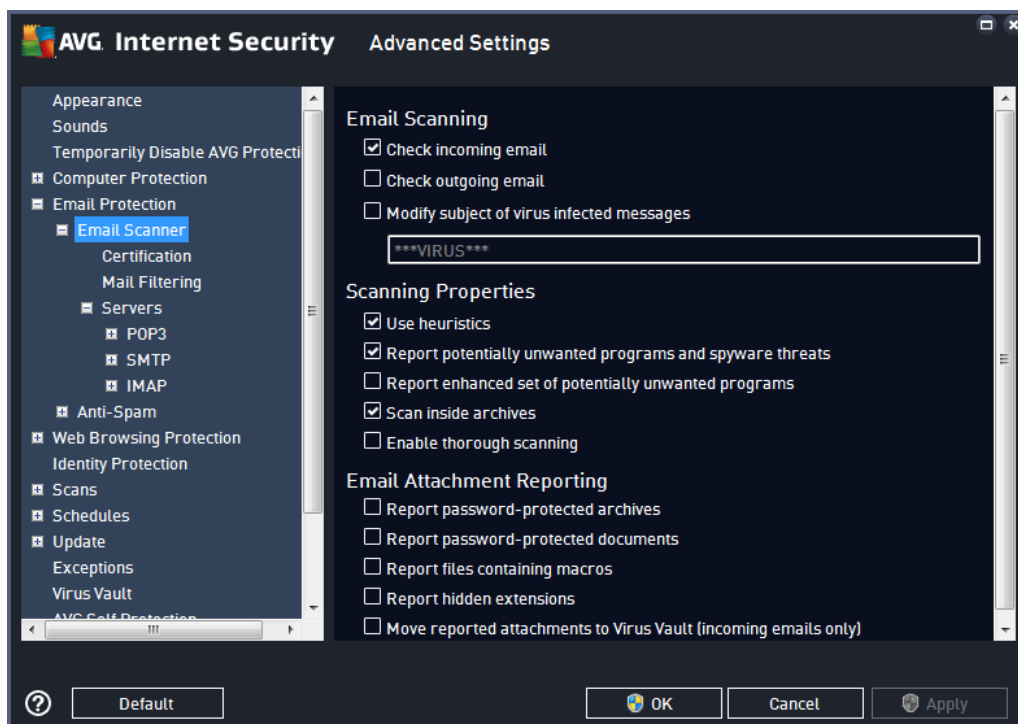 AVG. Internet Security Advanced Settings
Appearance
Sounds
Temporarily Disable AVG Protecti
Computer Protection
Email Protection
Email Scanner
Certification
Mail Filtering
Servers
POP3
SMTP
IMAP
Anti-Spam
Web Browsing Protection
Identity Protection
Scans
Schedules
Update
Exceptions
Virus Vault
AVG Self Protection
Email Scanning
Check incoming email
Check outgoing email
Modify subject of virus infected messages
***VIRUS***
Scanning Properties
Use heuristics
Report potentially unwanted programs and spyware threats
Report enhanced set of potentially unwanted programs
Scan inside archives
Enable thorough scanning
Email Attachment Reporting
Report password-protected archives
Report password-protected documents
Report files containing macros
Report hidden extensions
Move reported attachments to Virus Vault (incoming emails only)
? Default OK Cancel Apply